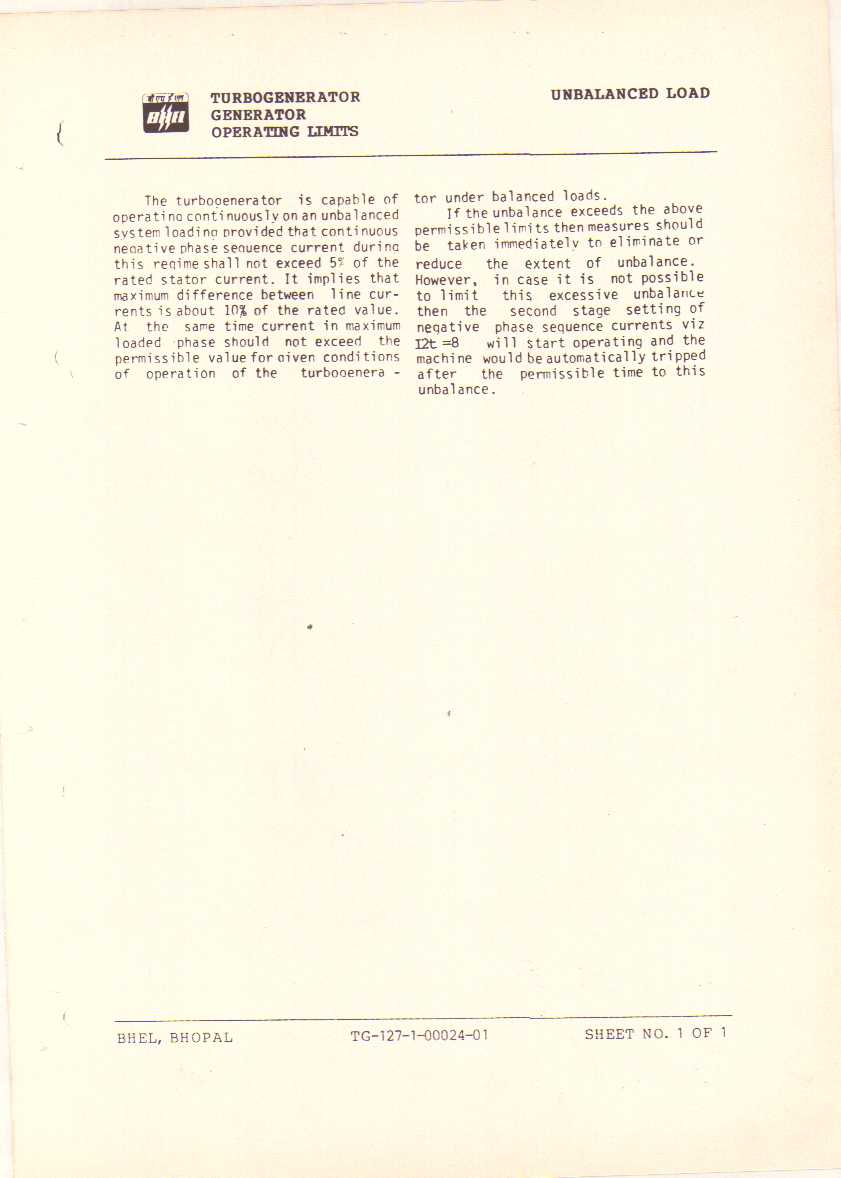 बी एच ई एल
BHEL
TURBOGENERATOR
GENERATOR
OPERATING LIMITS
UNBALANCED LOAD
The turbogenerator is capable of
operating continuously on an unbalanced
system loading provided that continuous
negative phase sequence current during
this regime shall not exceed 5% of the
rated stator current. It implies that
maximum difference between line cur-
rents is about 10% of the rated value.
At the same time current in maximum
loaded phase should not exceed the
permissible value for given conditions
of operation of the turbogenera -
tor under balanced loads.
If the unbalance exceeds the above
permissible limits then measures should
be taken immediately to eliminate or
reduce the extent of unbalance.
However, in case it is not possible
to limit this excessive unbalance
then the second stage setting of
negative phase sequence currents viz
I2t =8 will start operating and the
machine would be automatically tripped
after the permissible time to this
unbalance.
BHEL, BHOPAL
TG-127-1-00024-01
SHEET NO. 1 OF 1